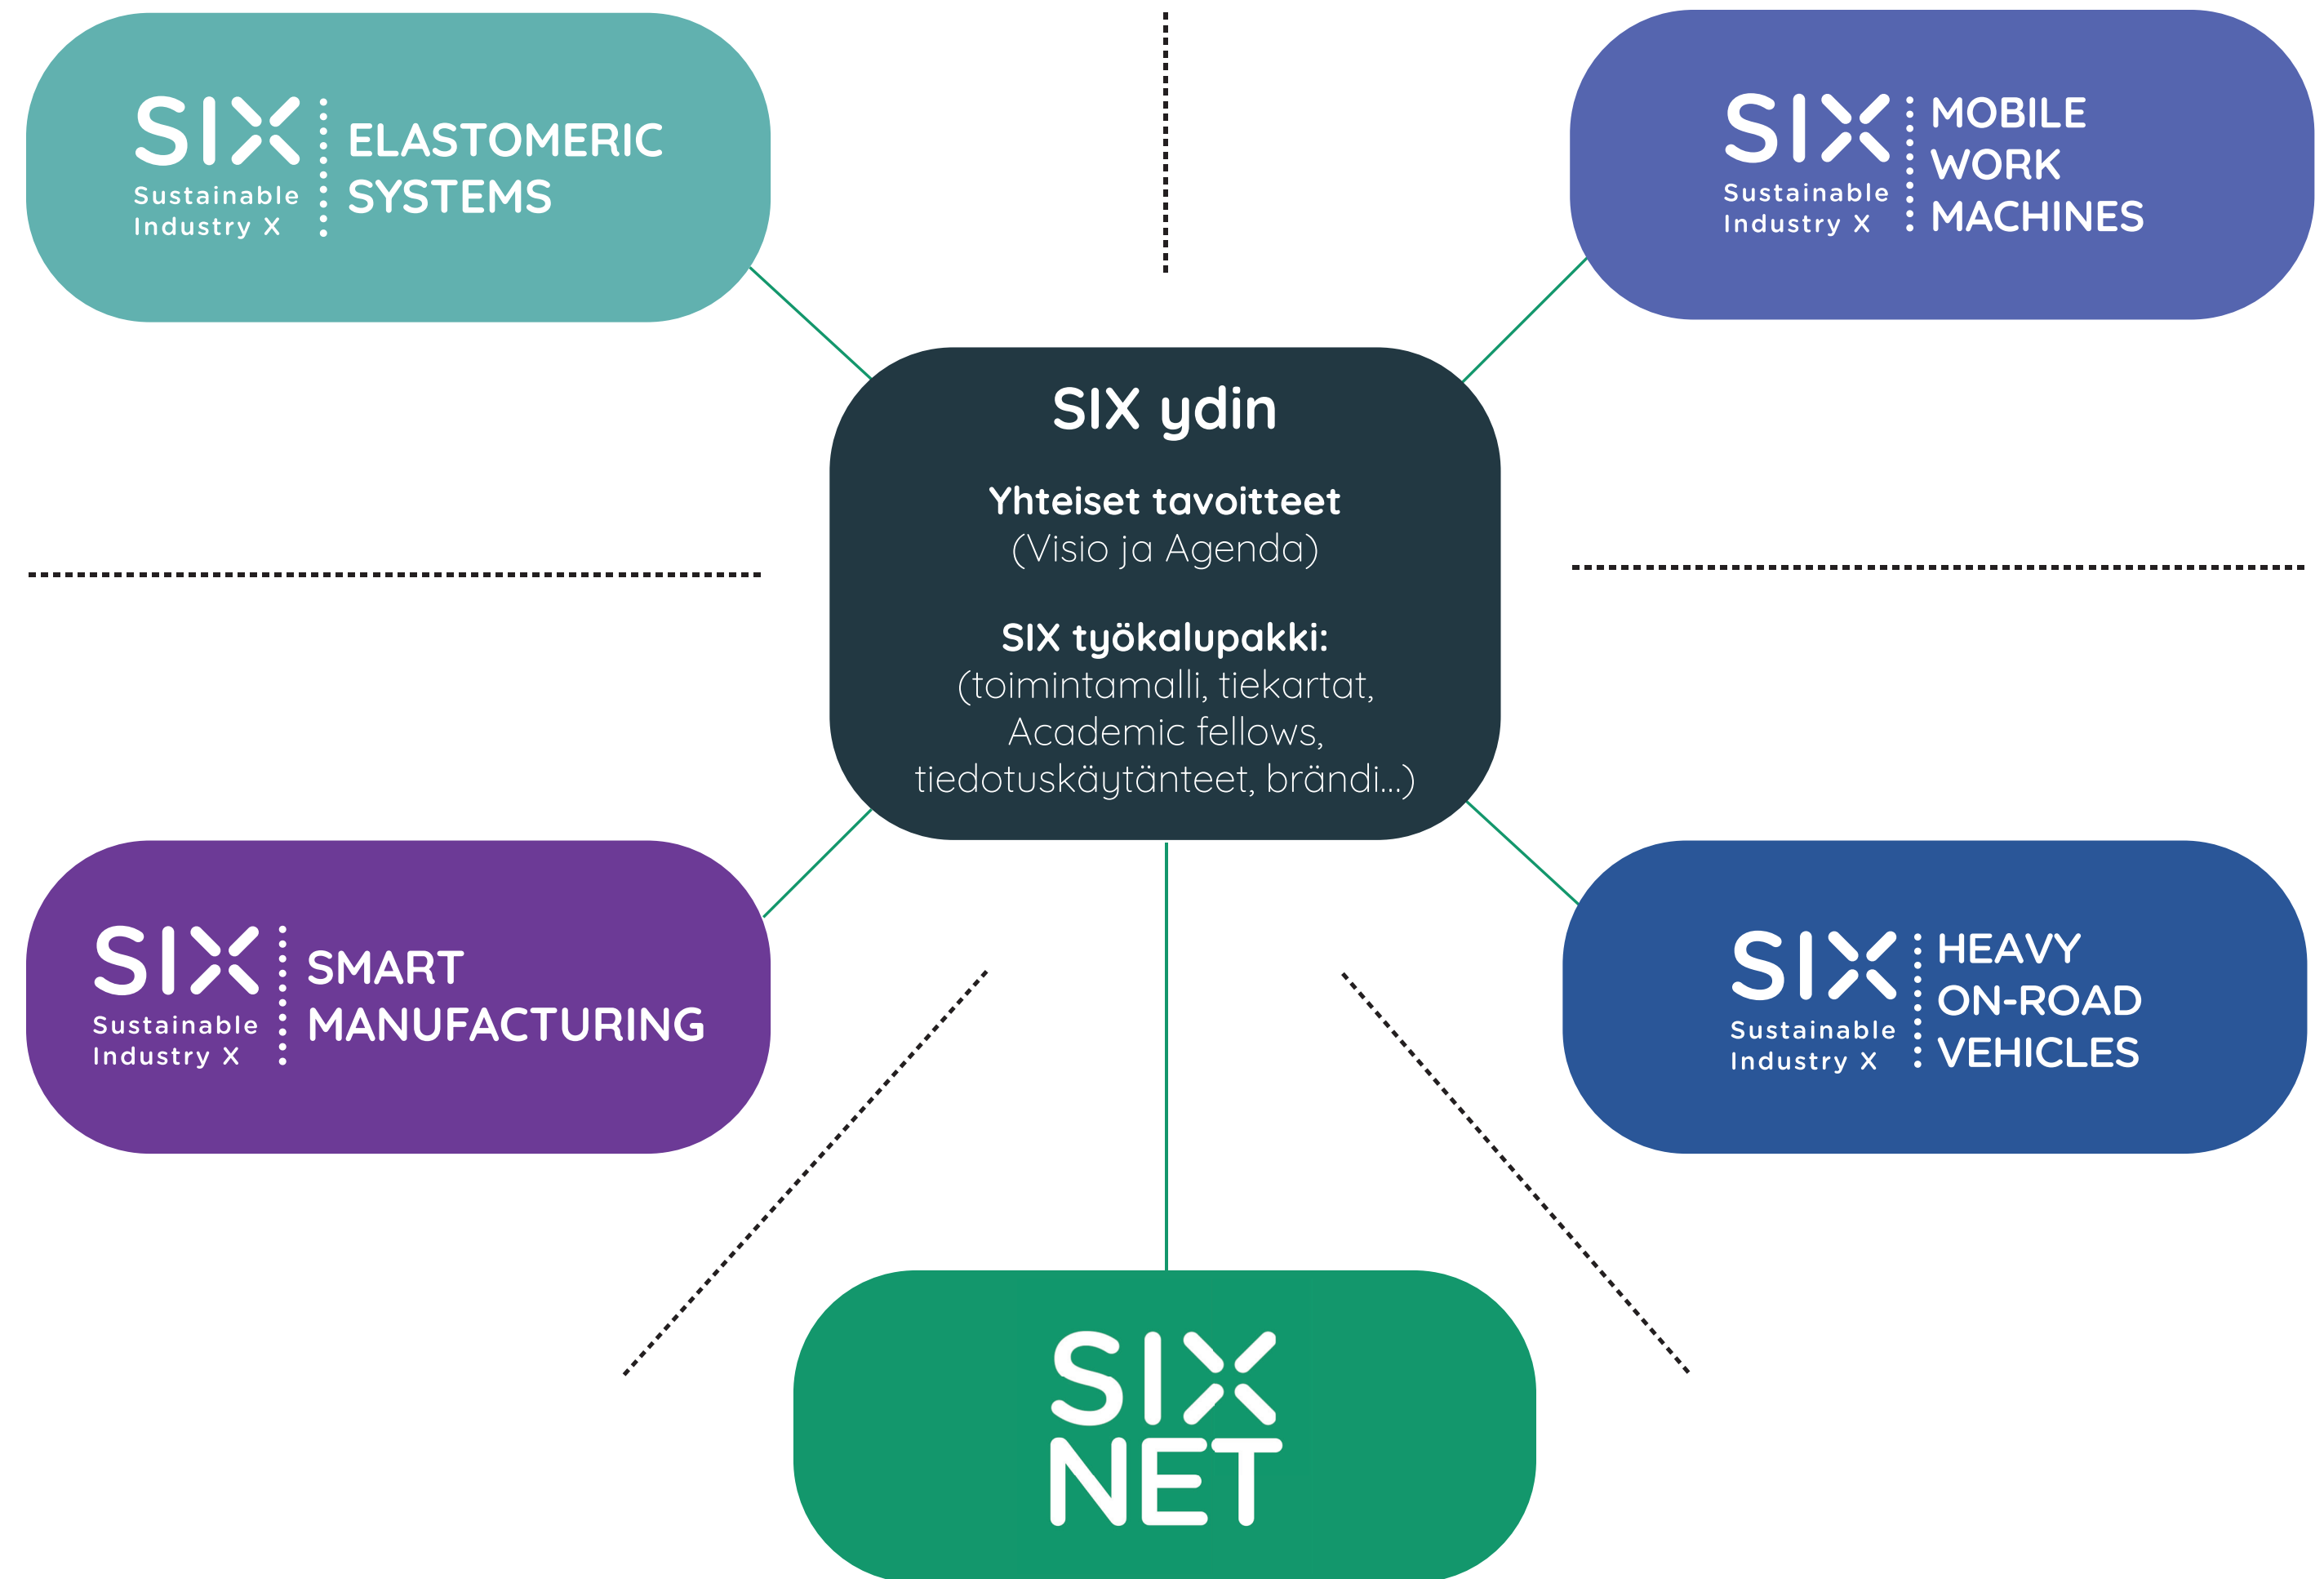 SIX
Sustainable
Industry X
ELASTOMERIC
SYSTEMS
SIX
Sustainable
Industry X
MOBILE
WORK
MACHINES
SIX ydin
Yhteiset tavoitteet
(Visio ja Agenda)
SIX työkalupakki:
(toimintamalli, tiekartat,
Academic fellows,
tiedotuskäytänteet, brändi...)
SIX
Sustainable
Industry X
SMART
MANUFACTURING
SIX
Sustainable
Industry X
HEAVY
ON-ROAD
VEHICLES
SIX
NET